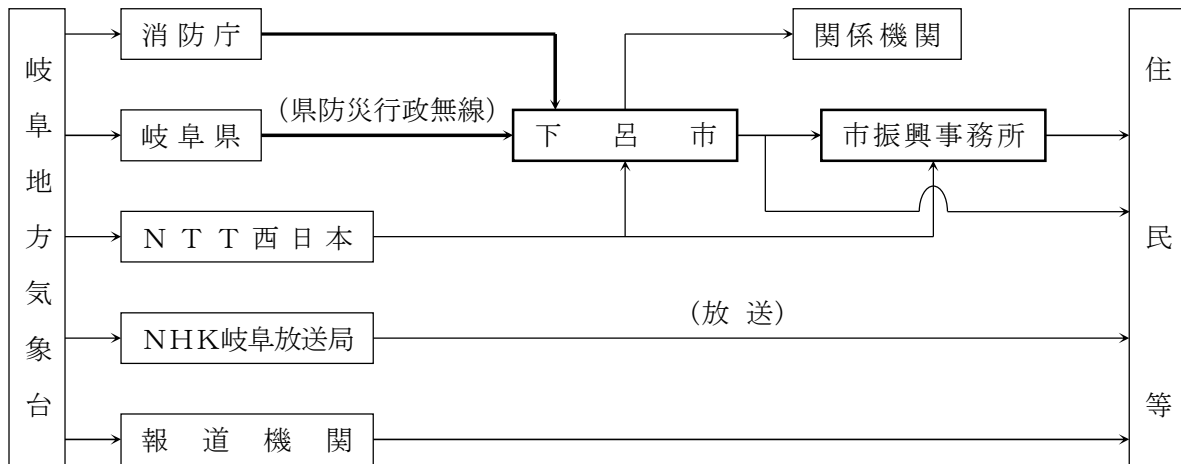 岐阜地方気象台
消防庁
関係機関
住民等
岐阜県
(県防災行政無線)
下呂市
市振興事務所
NTT西日本
NHK岐阜放送局
(放送)
報道機関